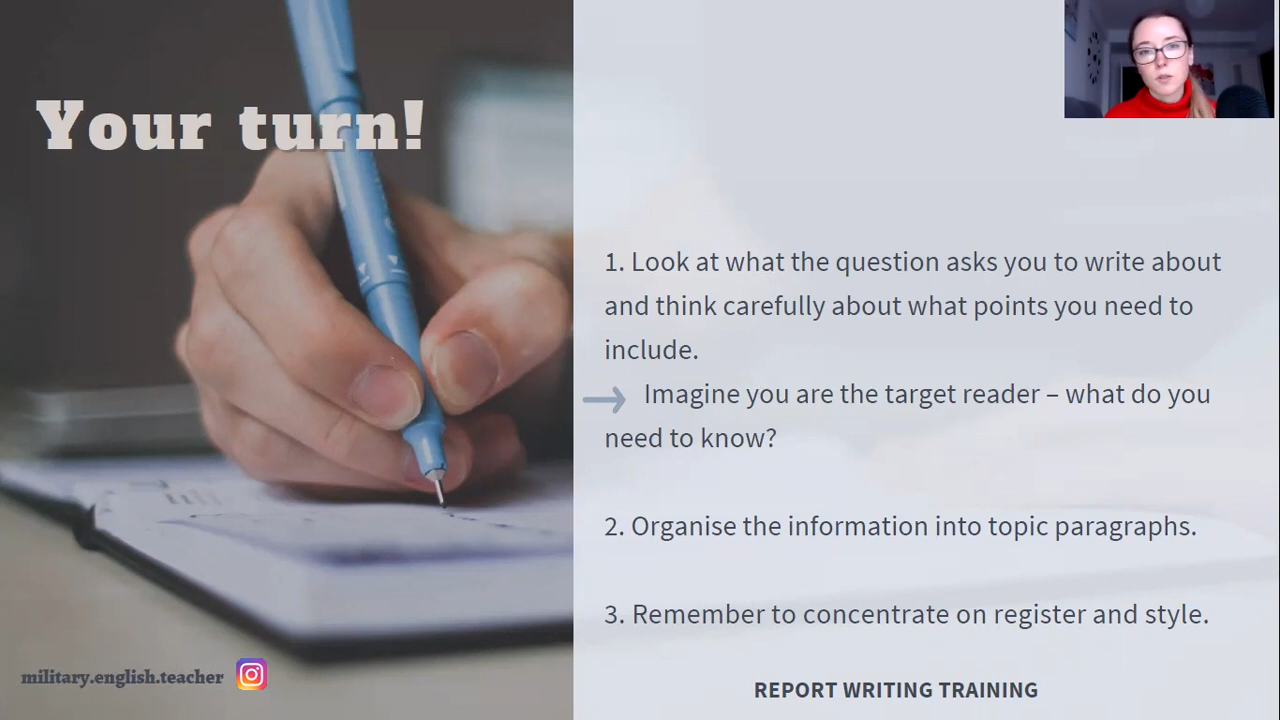 Your turn!
1. Look at what the question asks you to write about
and think carefully about what points you need to
include.
→ Imagine you are the target reader – what do you
need to know?
2. Organise the information into topic paragraphs.
3. Remember to concentrate on register and style.
military.english.teacher
REPORT WRITING TRAINING